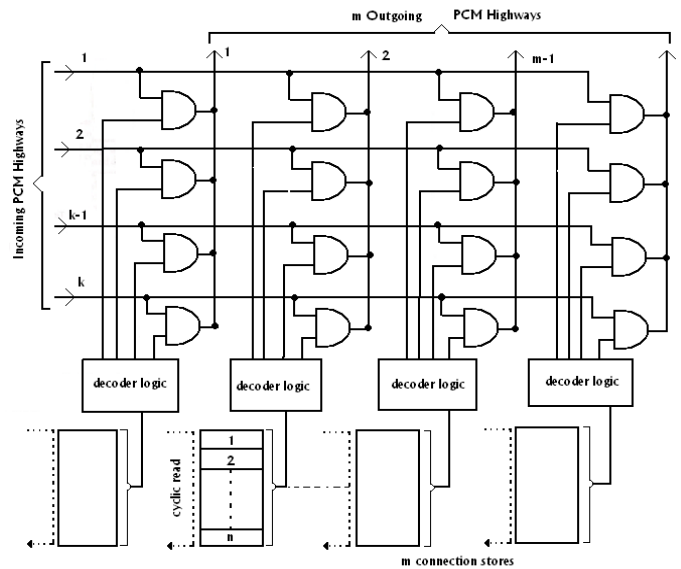 m Outgoing PCM Highways
1
1
2
m-1
Incoming PCM Highways
2
k-1
k
decoder logic
decoder logic
decoder logic
decoder logic
cyclic read
1
2
n
m connection stores